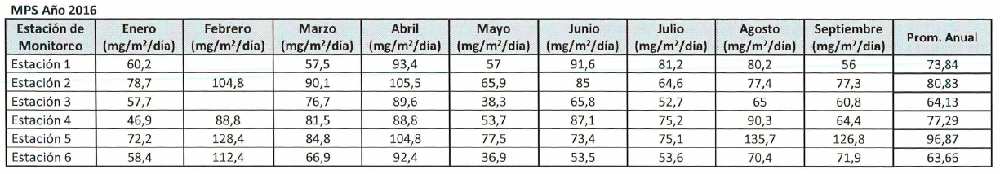 MPS Año 2016
Estación de Monitoreo | Enero (mg/m²/día) | Febrero (mg/m²/día) | Marzo (mg/m²/día) | Abril (mg/m²/día) | Mayo (mg/m²/día) | Junio (mg/m²/día) | Julio (mg/m²/día) | Agosto (mg/m²/día) | Septiembre (mg/m²/día) | Prom. Anual
Estación 1 | 60,2 | | 57,5 | 93,4 | 57 | 91,6 | 81,2 | 80,2 | 56 | 73,84
Estación 2 | 78,7 | 104,8 | 90,1 | 105,5 | 65,9 | 85 | 64,6 | 77,4 | 77,3 | 80,83
Estación 3 | 57,7 | | 76,7 | 89,6 | 38,3 | 65,8 | 52,7 | 65 | 60,8 | 64,13
Estación 4 | 46,9 | 88,8 | 81,5 | 88,8 | 53,7 | 87,1 | 75,2 | 90,3 | 64,4 | 77,29
Estación 5 | 72,2 | 128,4 | 84,8 | 104,8 | 77,5 | 73,4 | 75,1 | 135,7 | 126,8 | 96,87
Estación 6 | 58,4 | 112,4 | 66,9 | 92,4 | 36,9 | 53,5 | 53,6 | 70,4 | 71,9 | 63,66